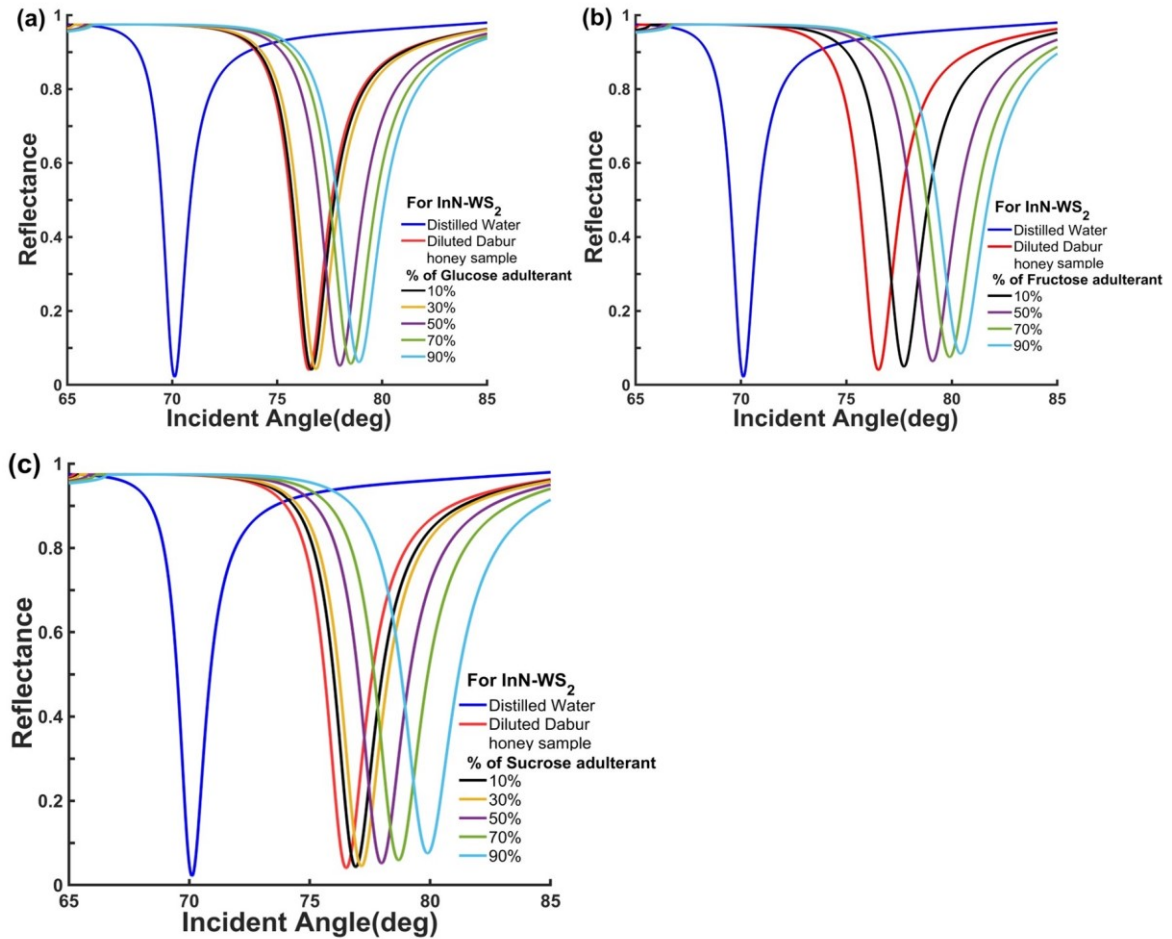 (a)
1
0.8
0.6
0.4
0.2
0
65
70
75
80
85
Reflectance
Incident Angle(deg)
For InN-WS2
Distilled Water
Diluted Dabur
honey sample
% of Glucose adulterant
10%
30%
50%
70%
90%
(b)
1
0.8
0.6
0.4
0.2
0
65
70
75
80
85
Reflectance
Incident Angle(deg)
For InN-WS2
Distilled Water
Diluted Dabur
honey sample
% of Fructose adulterant
10%
50%
70%
90%
(c)
1
0.8
0.6
0.4
0.2
0
65
70
75
80
85
Reflectance
Incident Angle(deg)
For InN-WS2
Distilled Water
Diluted Dabur
honey sample
% of Sucrose adulterant
10%
30%
50%
70%
90%